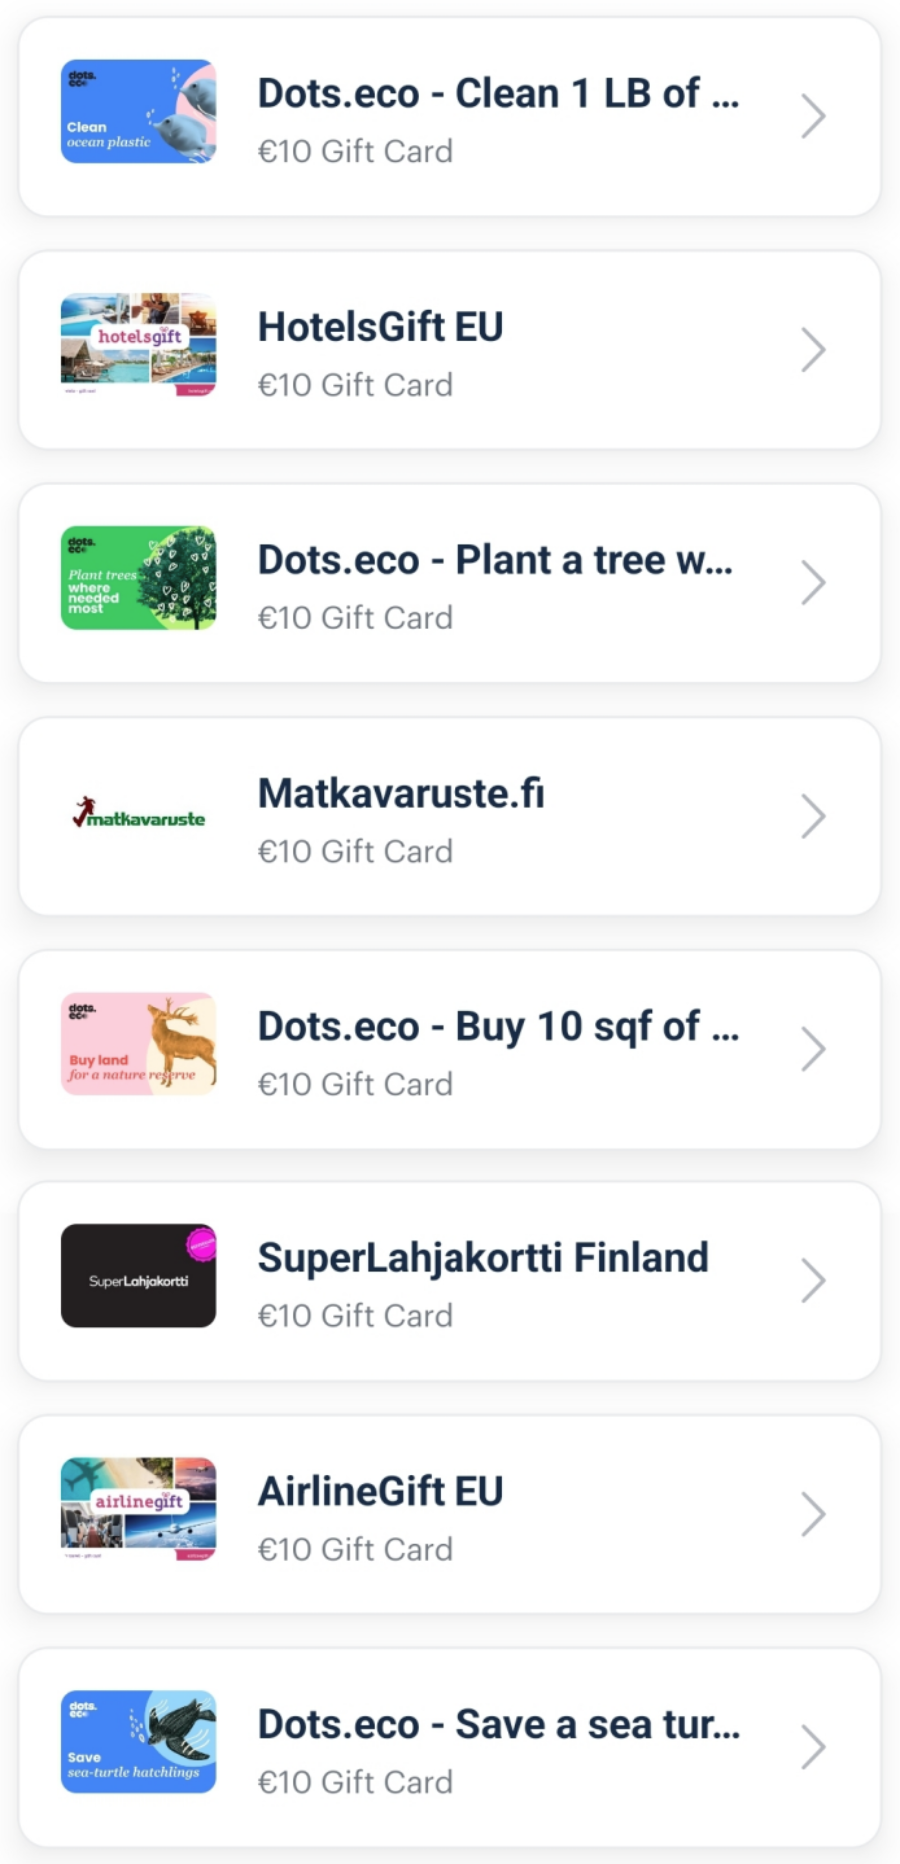 dots.
eco
Clean
ocean plastic
Dots.eco - Clean 1 LB of ...
€10 Gift Card
hotelsgift
HotelsGift EU
€10 Gift Card
dots.
eco
Plant trees
where
needed
most
Dots.eco - Plant a tree w...
€10 Gift Card
matkavaruste
Matkavaruste.fi
€10 Gift Card
dots.
eco
Buy land
for a nature reserve
Dots.eco - Buy 10 sqf of ...
€10 Gift Card
SuperLahjakortti
SuperLahjakortti Finland
€10 Gift Card
airlinegift
AirlineGift EU
€10 Gift Card
dots.
eco
Save
sea-turtle hatchlings
Dots.eco - Save a sea tur...
€10 Gift Card